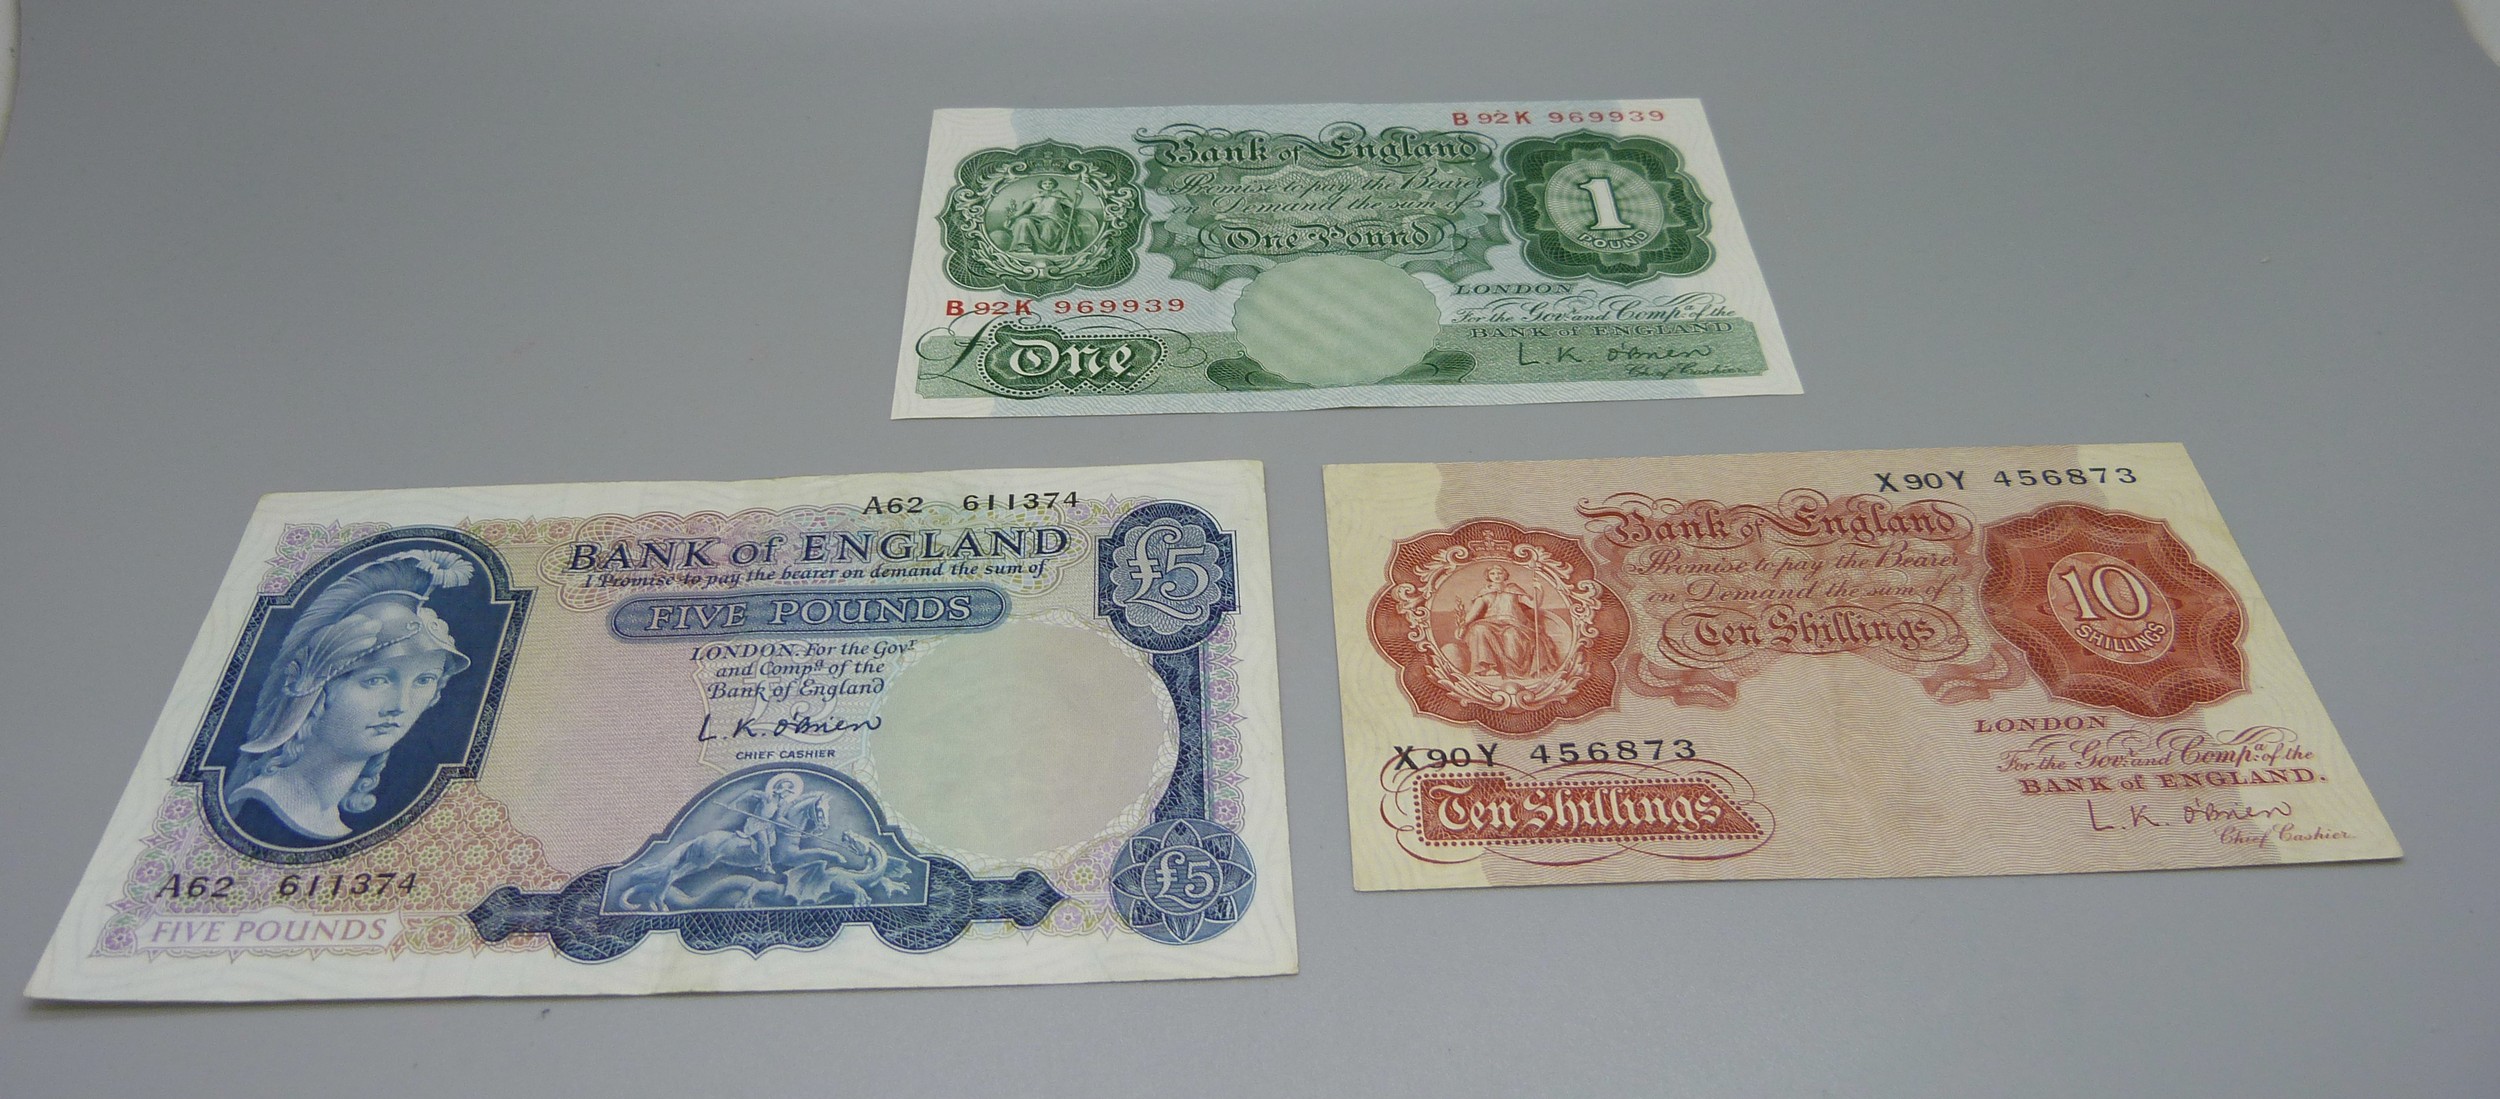 B 92 K 969939
Bank of England
Promise to pay the Bearer
on Demand the sum of
One Pound
1
POUND
B 92 K 969939
£ One
LONDON
For the Govr. and Compa. of the
BANK of ENGLAND
L. K. O'Brien
Chief Cashier.
A62 611374
BANK of ENGLAND
I Promise to pay the bearer on demand the sum of
FIVE POUNDS
£5
LONDON. For the Govr
and Compa of the
Bank of England
L. K. O'Brien
CHIEF CASHIER
A62 611374
FIVE POUNDS
£5
X 90 Y 456873
Bank of England
Promise to pay the Bearer
on Demand the sum of
Ten Shillings
10
SHILLINGS
X 90 Y 456873
Ten Shillings
LONDON
For the Govr. and Compa. of the
BANK of ENGLAND.
L. K. O'Brien
Chief Cashier.